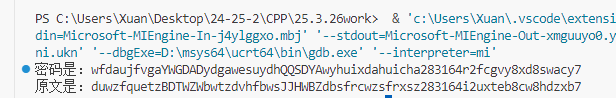 PS C:\Users\Xuan\Desktop\24-25-2\CPP\25.3.26work>  & 'c:\Users\Xuan\.vscode\extensi
din=Microsoft-MIEngine-In-j4ylggxo.mbj' '--stdout=Microsoft-MIEngine-Out-xmguuyo0.y
ni.ukn' '--dbgExe=D:\msys64\ucrt64\bin\gdb.exe' '--interpreter=mi'
密码是：wfdaujfvgaYWGDADydgawesuydhQQSDYAwyhuixdahuicha283164r2fcgvy8xd8swacy7
原文是：duwzfquetzBDTWZWbwtzdvhfbwsJJHWBZdbsfrcwzsfrxsz283164i2uxteb8cw8hdzxb7